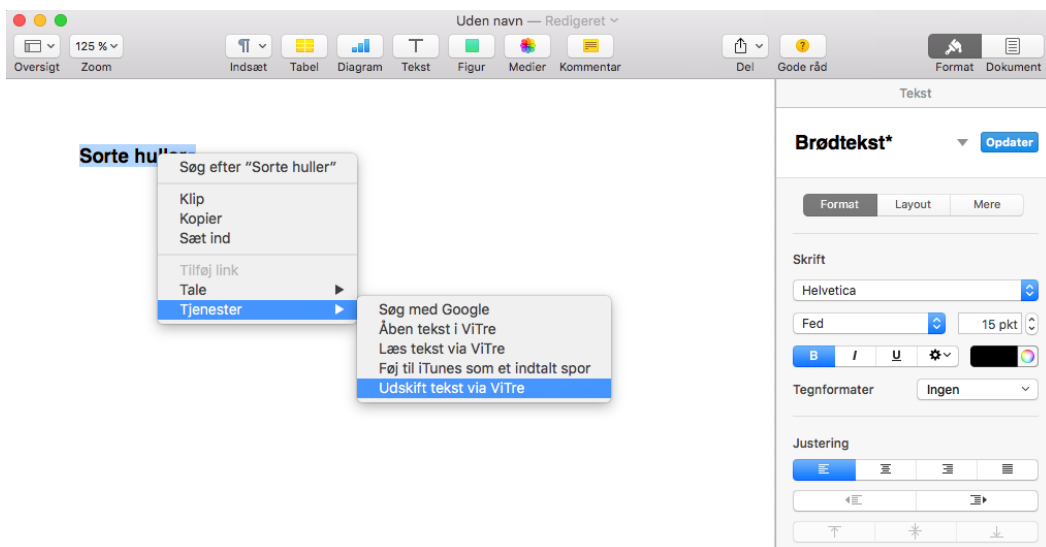 Uden navn — Redigeret
125 %
Oversigt Zoom Indsæt Tabel Diagram Tekst Figur Medier Kommentar Del Gode råd Format Dokument
Tekst
Sorte huller
Brødtekst* Opdater
Søg efter "Sorte huller"
Klip
Kopier
Sæt ind
Tilføj link
Tale
Tjenester
Søg med Google
Åben tekst i ViTre
Læs tekst via ViTre
Føj til iTunes som et indtalt spor
Udskift tekst via ViTre
Format Layout Mere
Skrift
Helvetica
Fed 15 pkt
B I U
Tegnformater Ingen
Justering